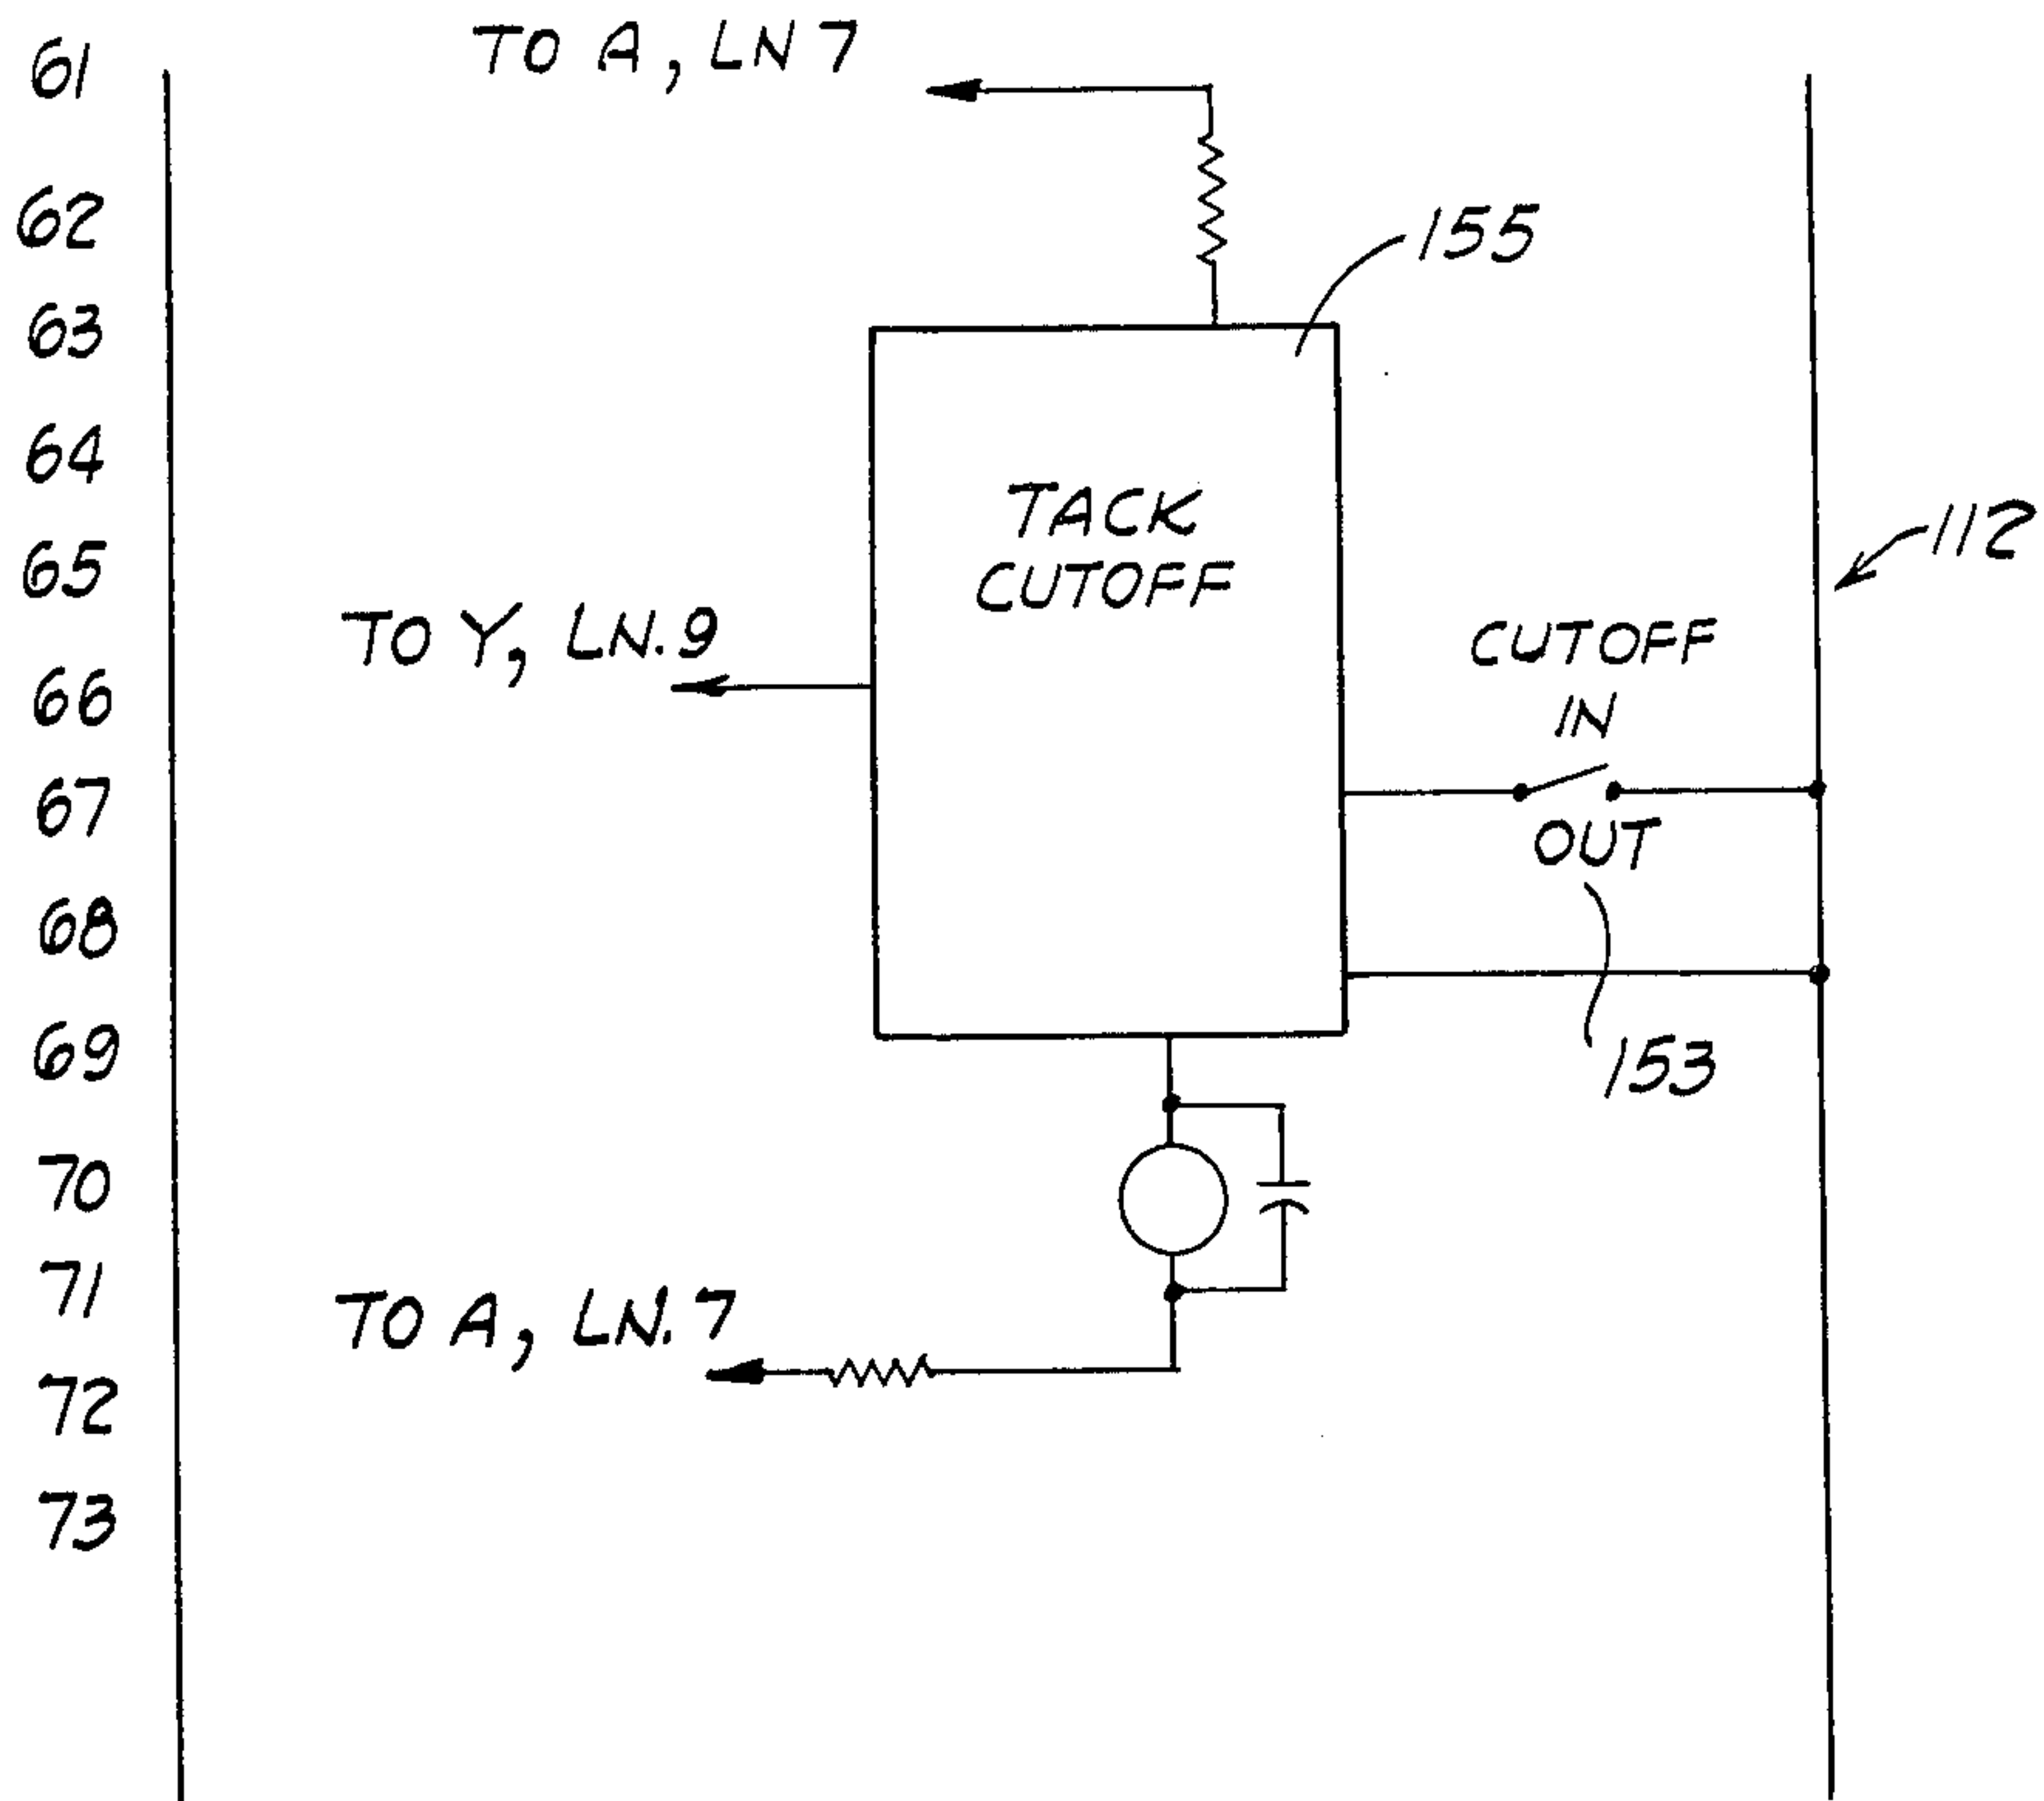 61
TO A, LN 7
62
155
63
64
TACK
CUTOFF
65
112
TO Y, LN. 9
CUTOFF
IN
66
67
OUT
68
69
153
70
71
TO A, LN. 7
72
73